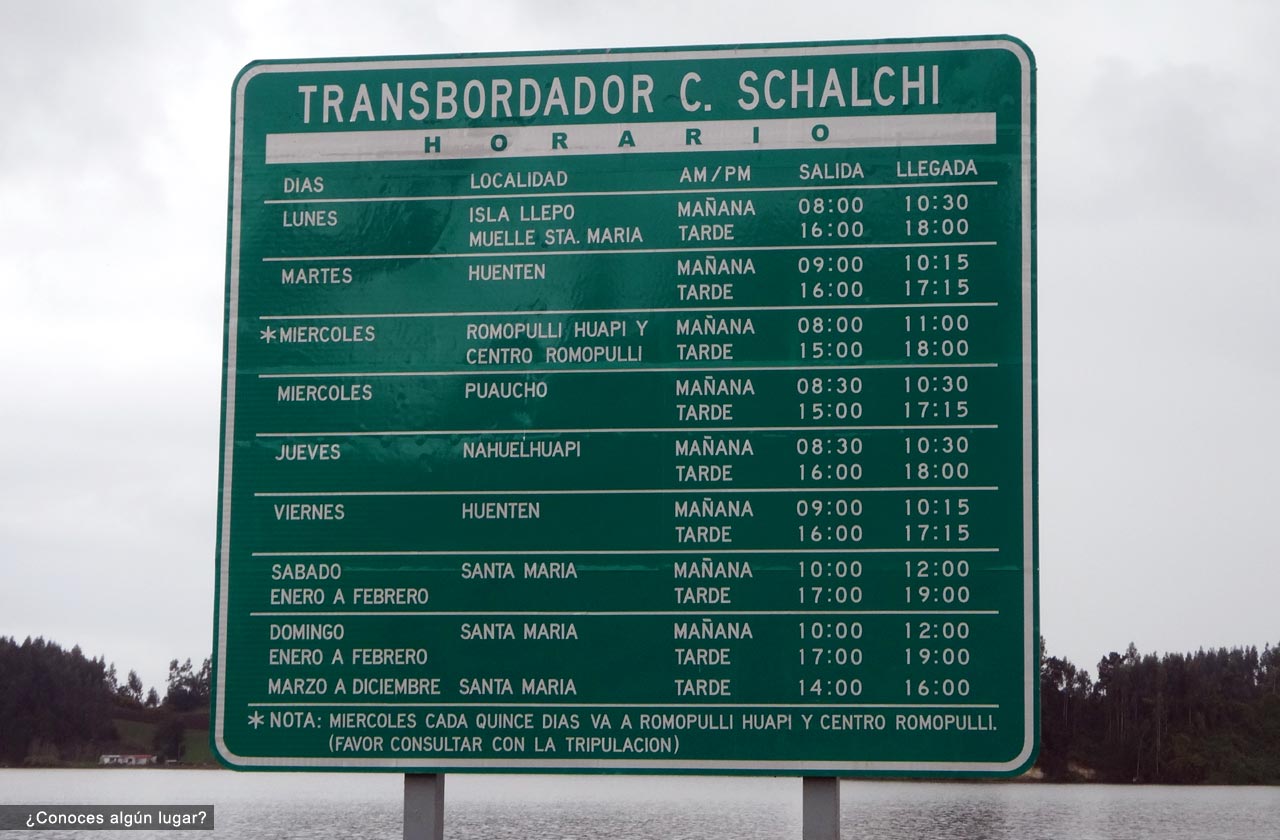 TRANSBORDADOR C. SCHALCHI
HORARIO
DIAS LOCALIDAD AM/PM SALIDA LLEGADA
LUNES ISLA LLEPO MAÑANA 08:00 10:30
MUELLE STA. MARIA TARDE 16:00 18:00
MARTES HUENTEN MAÑANA 09:00 10:15
TARDE 16:00 17:15
*MIERCOLES ROMOPULLI HUAPI Y MAÑANA 08:00 11:00
CENTRO ROMOPULLI TARDE 15:00 18:00
MIERCOLES PUAUCHO MAÑANA 08:30 10:30
TARDE 15:00 17:15
JUEVES NAHUELHUAPI MAÑANA 08:30 10:30
TARDE 16:00 18:00
VIERNES HUENTEN MAÑANA 09:00 10:15
TARDE 16:00 17:15
SABADO SANTA MARIA MAÑANA 10:00 12:00
ENERO A FEBRERO TARDE 17:00 19:00
DOMINGO SANTA MARIA MAÑANA 10:00 12:00
ENERO A FEBRERO TARDE 17:00 19:00
MARZO A DICIEMBRE SANTA MARIA TARDE 14:00 16:00
*NOTA: MIERCOLES CADA QUINCE DIAS VA A ROMOPULLI HUAPI Y CENTRO ROMOPULLI.
(FAVOR CONSULTAR CON LA TRIPULACION)
¿Conoces algún lugar?